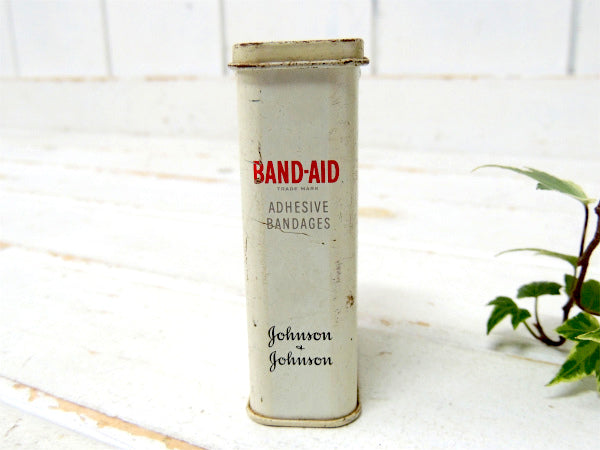 BAND-AID
TRADE MARK
ADHESIVE
BANDAGES
Johnson
&
Johnson